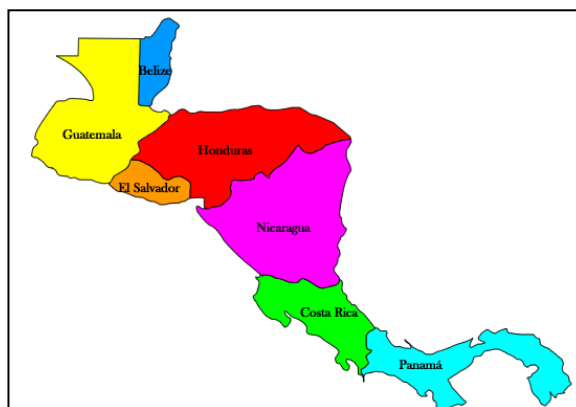 Belize
Guatemala
Honduras
El Salvador
Nicaragua
Costa Rica
Panamá